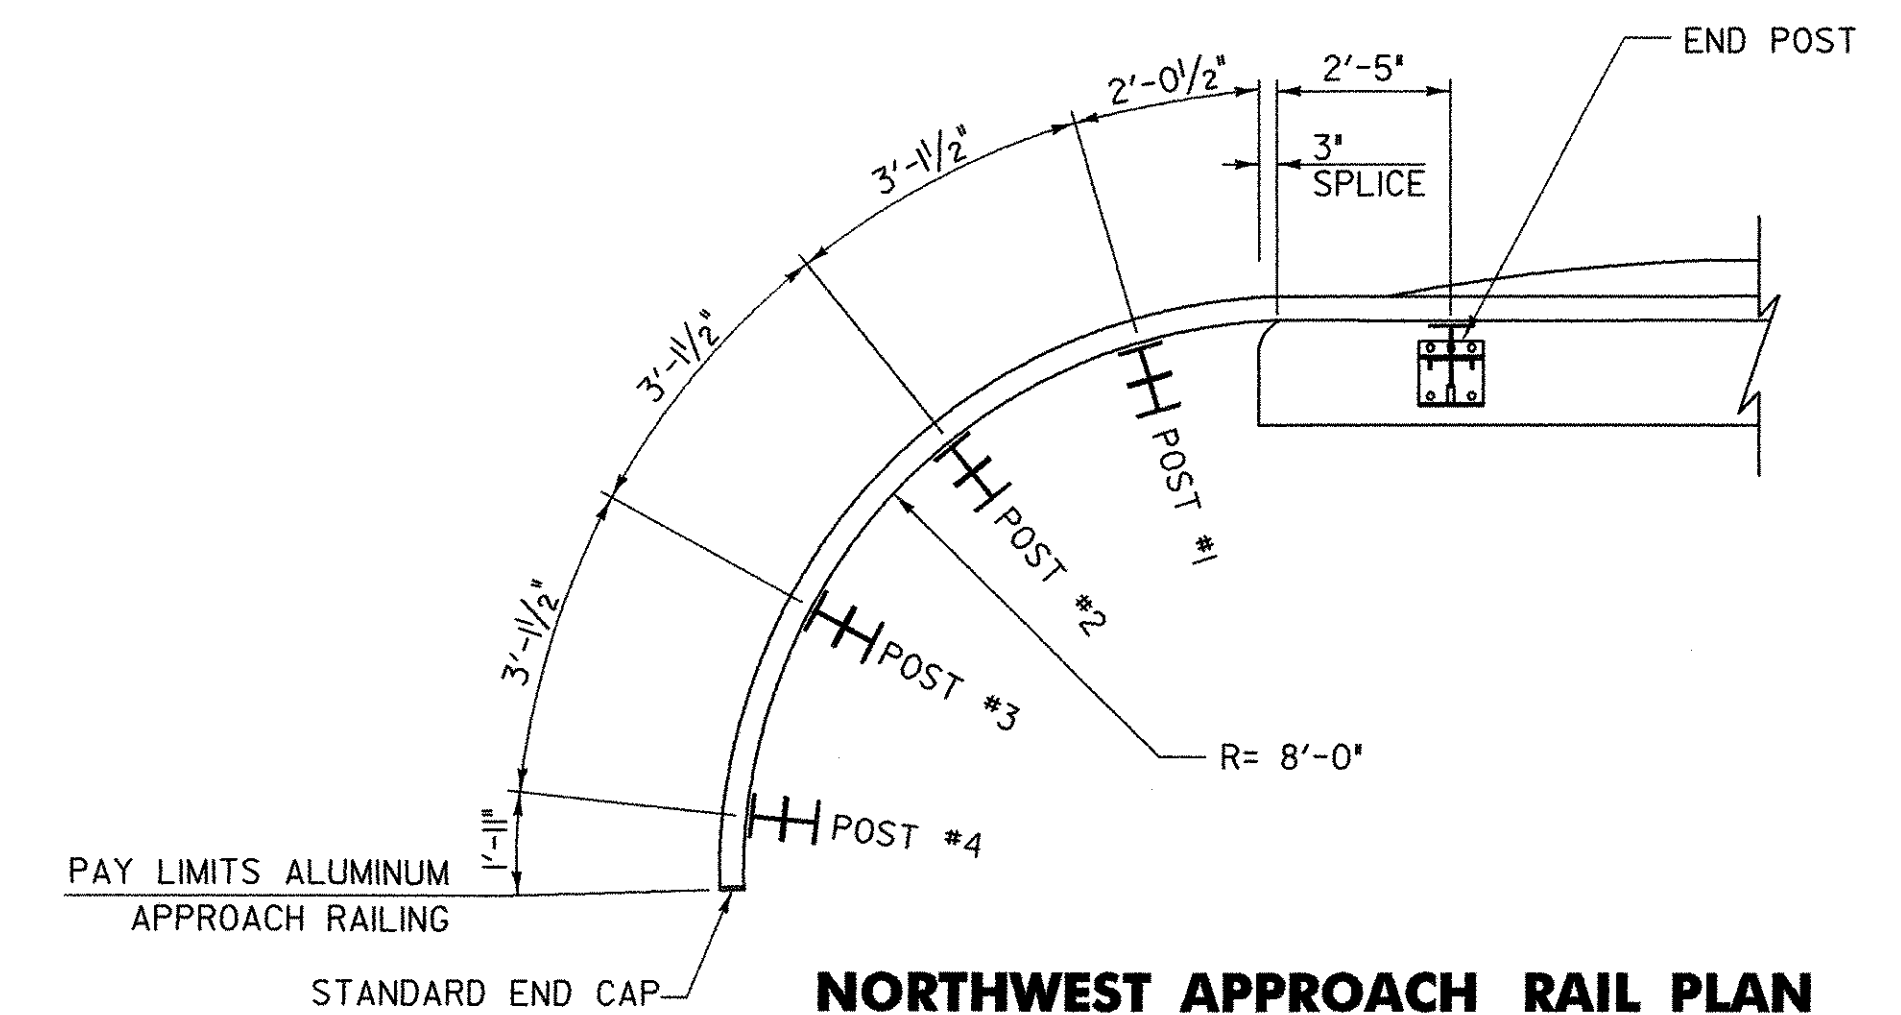 END POST
2'-5"
2'-0 1/2"
3"
SPLICE
3'-1 1/2"
3'-1 1/2"
3'-1 1/2"
1'-11"
POST #1
POST #2
POST #3
POST #4
R= 8'-0"
PAY LIMITS ALUMINUM
APPROACH RAILING
STANDARD END CAP
NORTHWEST APPROACH RAIL PLAN